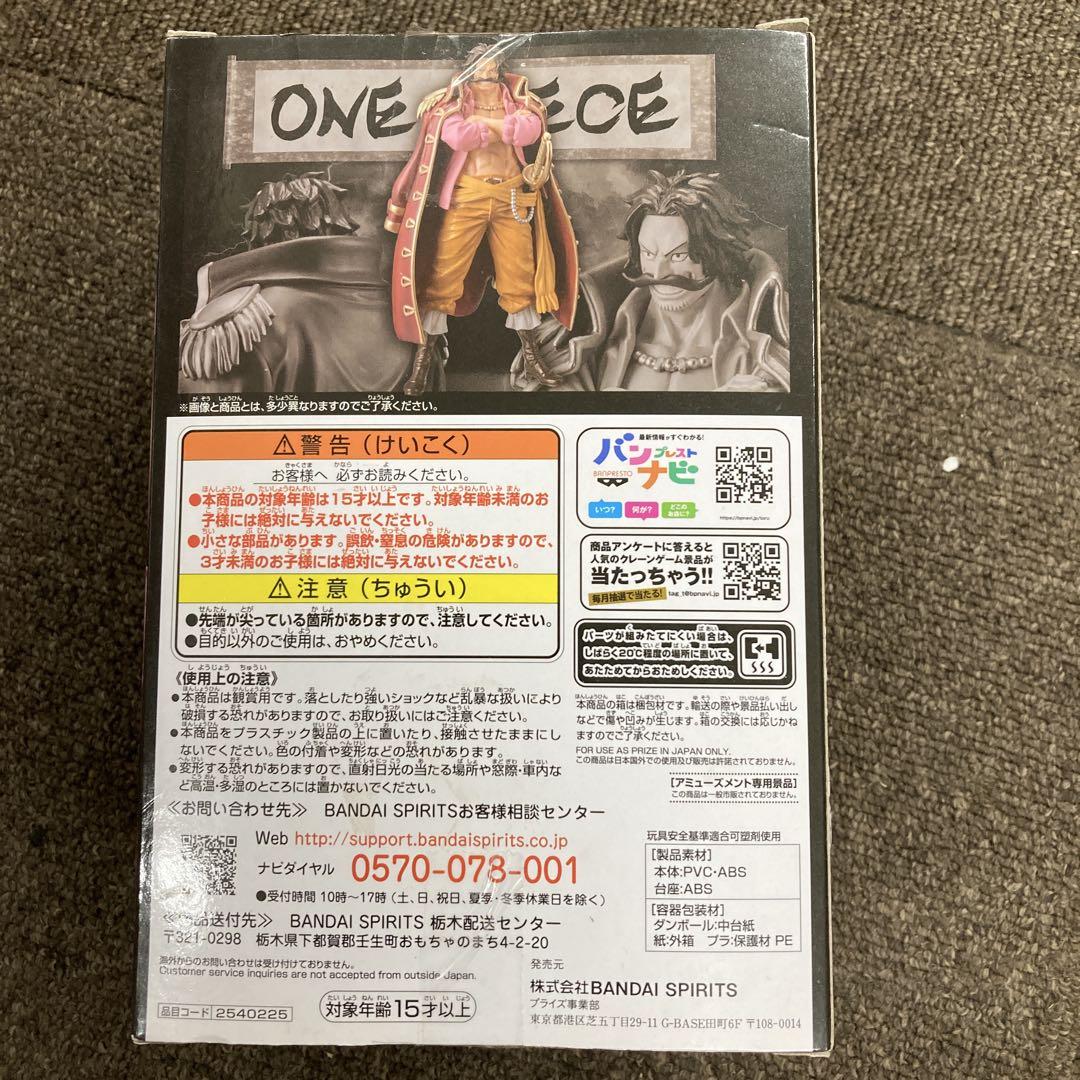 ONE PIECE
※画像と商品とは、多少異なりますのでご了承ください。
⚠警告（けいこく）
お客様へ 必ずお読みください。
●本商品の対象年齢は15才以上です。対象年齢未満のお
子様には絶対に与えないでください。
●小さな部品があります。誤飲・窒息の危険がありますので、
3才未満のお子様には絶対に与えないでください。
⚠注意（ちゅうい）
●先端が尖っている箇所がありますので、注意してください。
●目的以外のご使用は、おやめください。
《使用上の注意》
●本商品は観賞用です。落としたり強いショックなど乱暴な扱いにより
破損する恐れがありますので、お取り扱いにはご注意ください。
●本商品をプラスチック製品の上に置いたり、接触させたままにし
ないでください。色の付着や変形などの恐れがあります。
●変形する恐れがありますので、直射日光の当たる場所や窓際・車内な
ど高温・多湿のところには置かないでください。
最新情報がすぐわかる!
バンプレストナビ
BANPRESTO
いつ? 何が? どこのお店に?
https://bpnavi.jp/toru
商品アンケートに答えると
人気のクレーンゲーム景品が
当たっちゃう!!
毎月抽選で当たる! tag_t@bpnavi.jp
パーツが組みたてにくい場合は、
しばらく20℃程度の場所に置いて、
あたためてからおためしください。
本商品の箱は梱包材です。輸送の際や景品払い出し
などで傷や凹みが生じます。箱の交換には応じかね
ますのでご了承ください。
FOR USE AS PRIZE IN JAPAN ONLY.
この商品は日本国外での使用及び販売は許諾されておりません。
[アミューズメント専用景品]
この商品は一般市販されておりません。
≪お問い合わせ先≫ BANDAI SPIRITSお客様相談センター
Web http://support.bandaispirits.co.jp
ナビダイヤル 0570-078-001
●受付時間 10時～17時（土、日、祝日、夏季・冬季休業日を除く）
品送付先≫ BANDAI SPIRITS 栃木配送センター
〒321-0298 栃木県下都賀郡壬生町おもちゃのまち4-2-20
海外からのお問い合わせは受け付けておりません。
Customer service inquiries are not accepted from outside Japan.
品目コード 2540225
対象年齢15才以上
玩具安全基準適合可塑剤使用
[製品素材]
本体:PVC・ABS
台座:ABS
[容器包装材]
ダンボール:中台紙
紙:外箱 プラ:保護材 PE
発売元
株式会社BANDAI SPIRITS
プライズ事業部
東京都港区芝五丁目29-11 G-BASE田町6F 〒108-0014